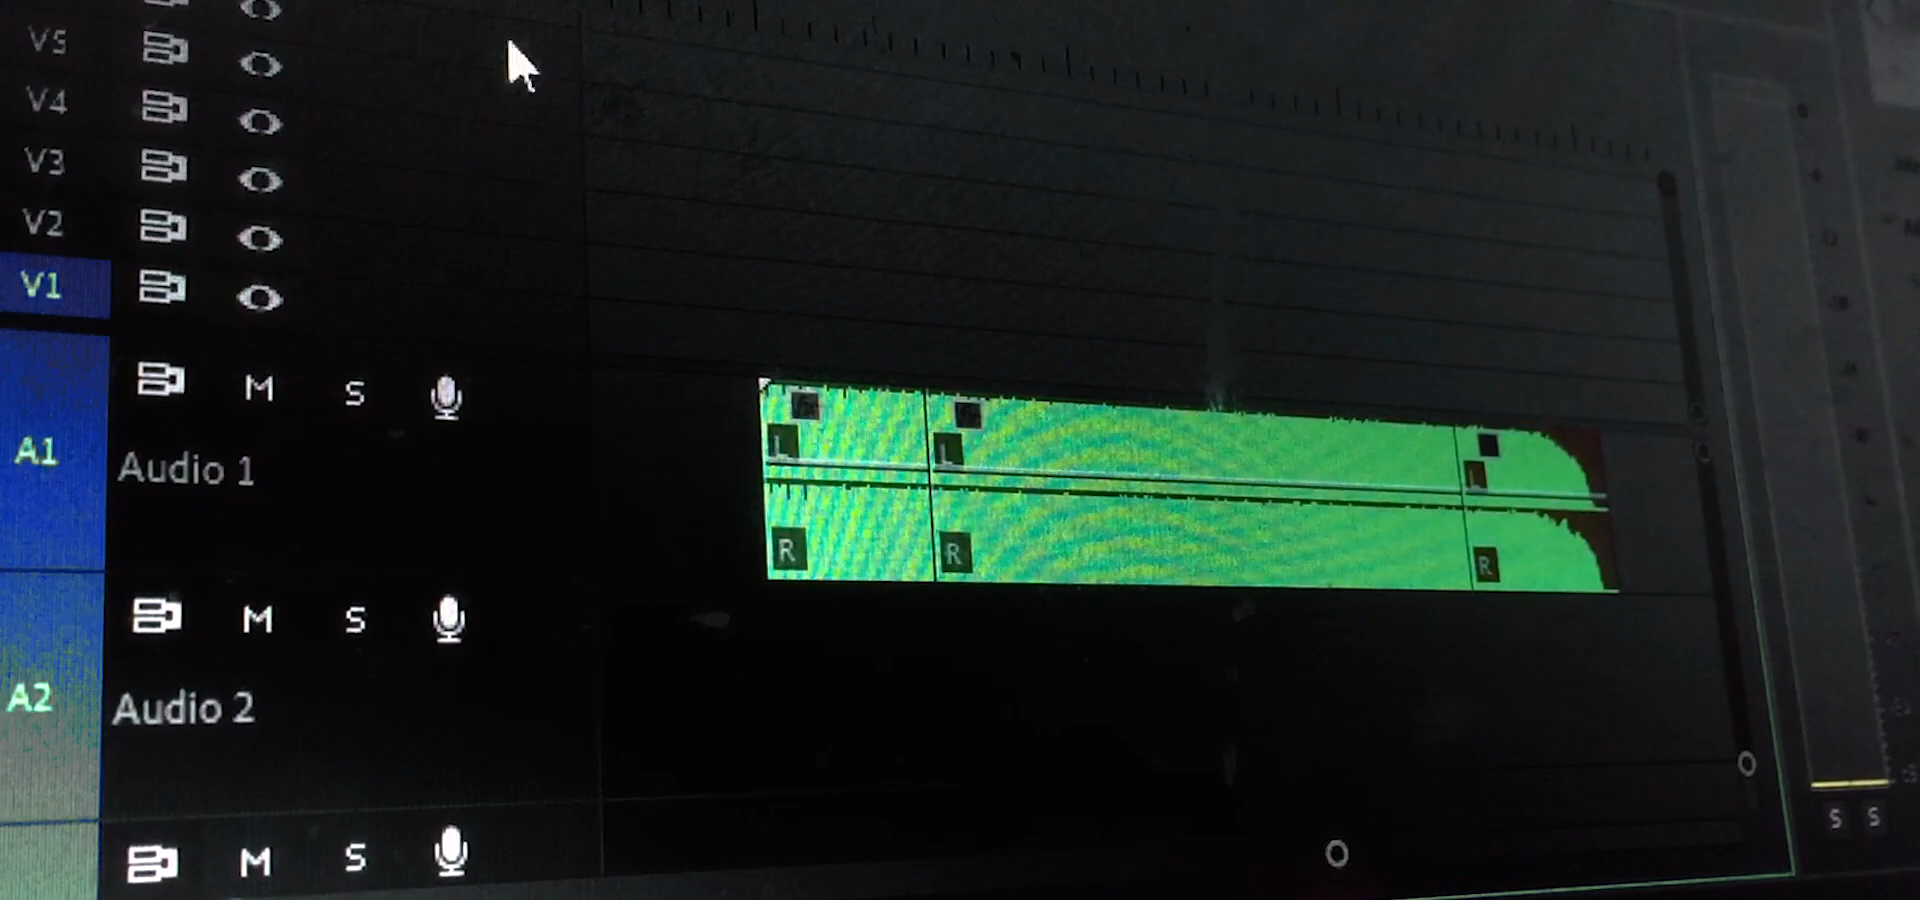 V5
V4
V3
V2
V1
M S
A1 Audio 1
L L L
R R R
M S
A2 Audio 2
S S
M S